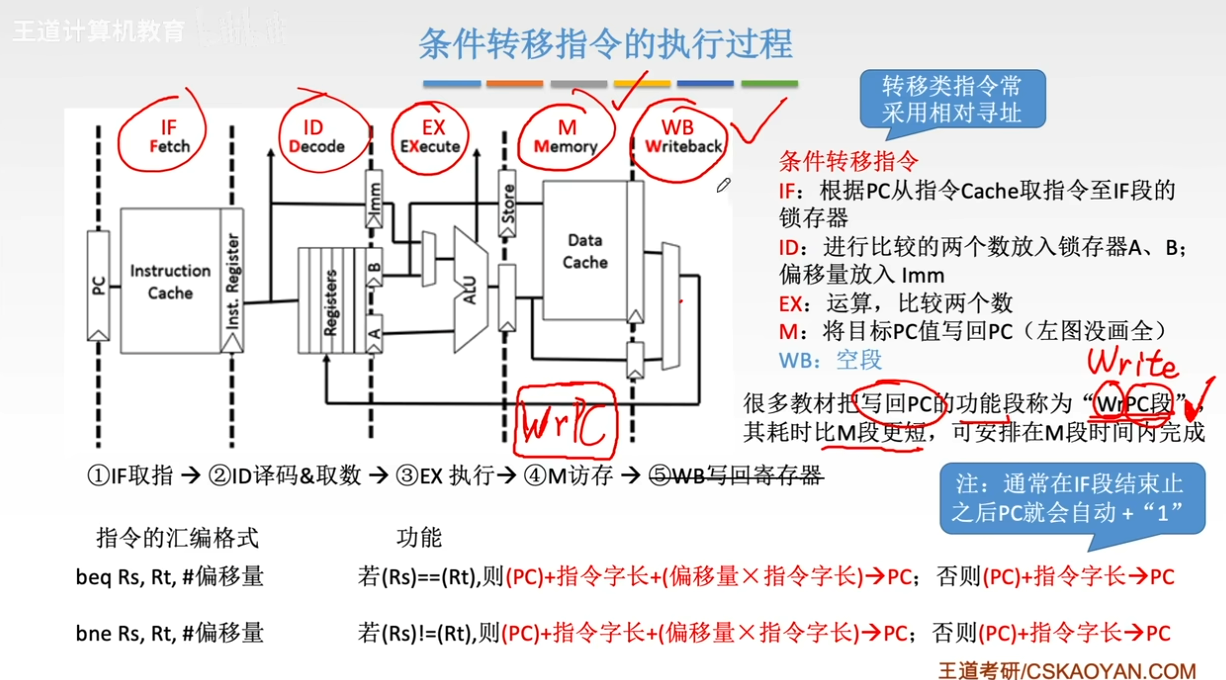 王道计算机教育
条件转移指令的执行过程
转移类指令常
采用相对寻址
IF
Fetch
ID
Decode
EX
EXecute
M
Memory
WB
Writeback
PC
Instruction
Cache
Inst. Register
Registers
Imm
B
A
ALU
Store
Data
Cache
WrPC
条件转移指令
IF：根据PC从指令Cache取指令至IF段的
锁存器
ID：进行比较的两个数放入锁存器A、B；
偏移量放入 Imm
EX：运算，比较两个数
M：将目标PC值写回PC（左图没画全）
WB：空段
Write
很多教材把写回PC的功能段称为“WrPC段”，
其耗时比M段更短，可安排在M段时间内完成
①IF取指 → ②ID译码&取数 → ③EX 执行→ ④M访存 → ⑤WB写回寄存器
注：通常在IF段结束止
之后PC就会自动 +“1”
指令的汇编格式 功能
beq Rs, Rt, #偏移量 若(Rs)==(Rt),则(PC)+指令字长+(偏移量×指令字长)→PC；否则(PC)+指令字长→PC
bne Rs, Rt, #偏移量 若(Rs)!=(Rt),则(PC)+指令字长+(偏移量×指令字长)→PC；否则(PC)+指令字长→PC
王道考研/CSKAOYAN.COM